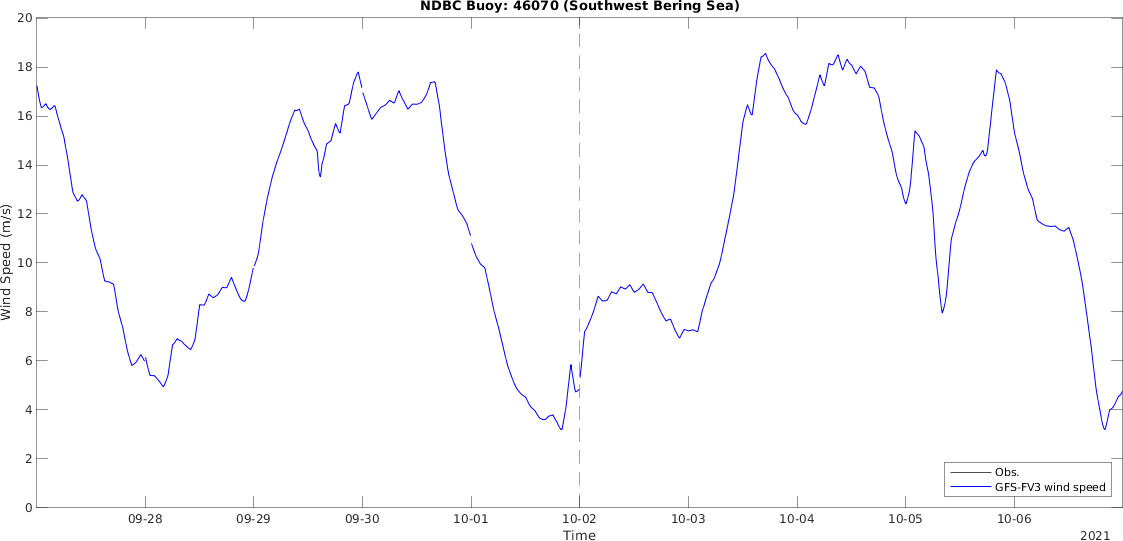 NDBC Buoy: 46070 (Southwest Bering Sea)
20
18
16
14
12
10
8
6
4
2
0
Wind Speed (m/s)
Obs.
GFS-FV3 wind speed
09-28 09-29 09-30 10-01 10-02 10-03 10-04 10-05 10-06
Time
2021